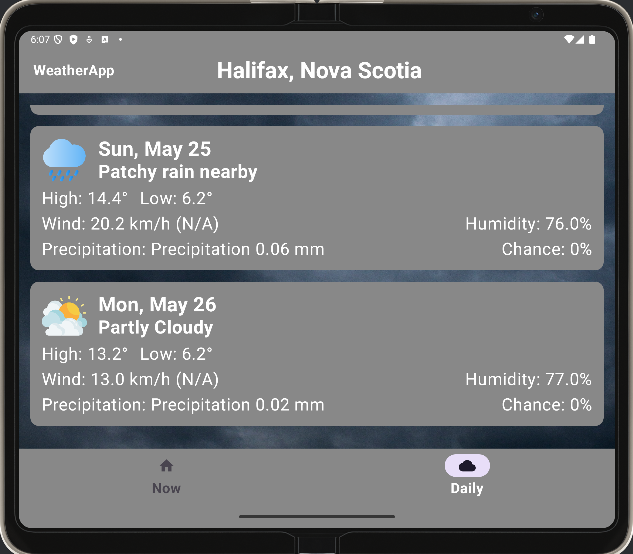 6:07
WeatherApp
Halifax, Nova Scotia
Sun, May 25
Patchy rain nearby
High: 14.4° Low: 6.2°
Wind: 20.2 km/h (N/A)
Humidity: 76.0%
Precipitation: Precipitation 0.06 mm
Chance: 0%
Mon, May 26
Partly Cloudy
High: 13.2° Low: 6.2°
Wind: 13.0 km/h (N/A)
Humidity: 77.0%
Precipitation: Precipitation 0.02 mm
Chance: 0%
Now
Daily